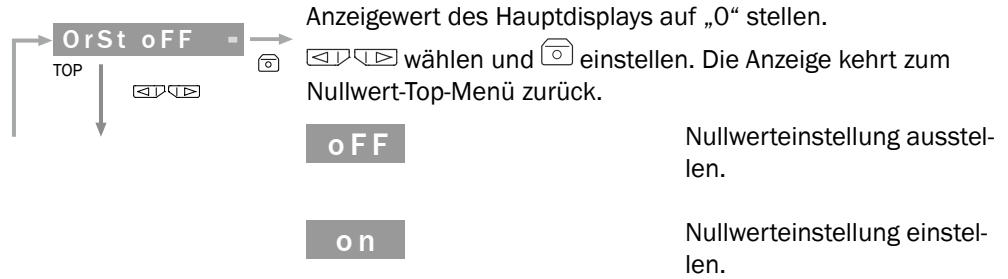 Anzeigewert des Hauptdisplays auf „0“ stellen.
OrSt oFF
TOP
wählen und einstellen. Die Anzeige kehrt zum
Nullwert-Top-Menü zurück.
oFF
Nullwerteinstellung ausstel-
len.
on
Nullwerteinstellung einstel-
len.